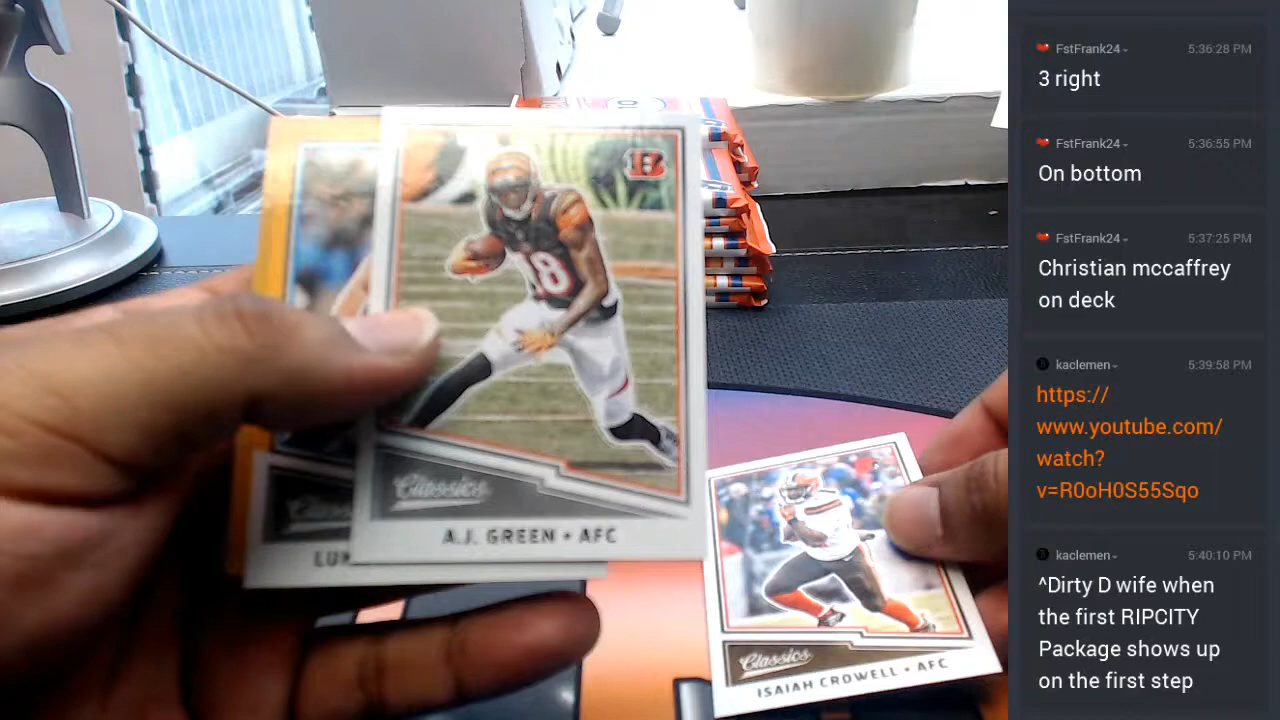 18
Classics
A.J. GREEN • AFC
Classics
ISAIAH CROWELL • AFC
FstFrank24
5:36:28 PM
3 right
FstFrank24
5:36:55 PM
On bottom
FstFrank24
5:37:25 PM
Christian mccaffrey
on deck
kaclemen
5:39:58 PM
https://
www.youtube.com/
watch?
v=R0oH0S55Sqo
kaclemen
5:40:10 PM
^Dirty D wife when
the first RIPCITY
Package shows up
on the first step